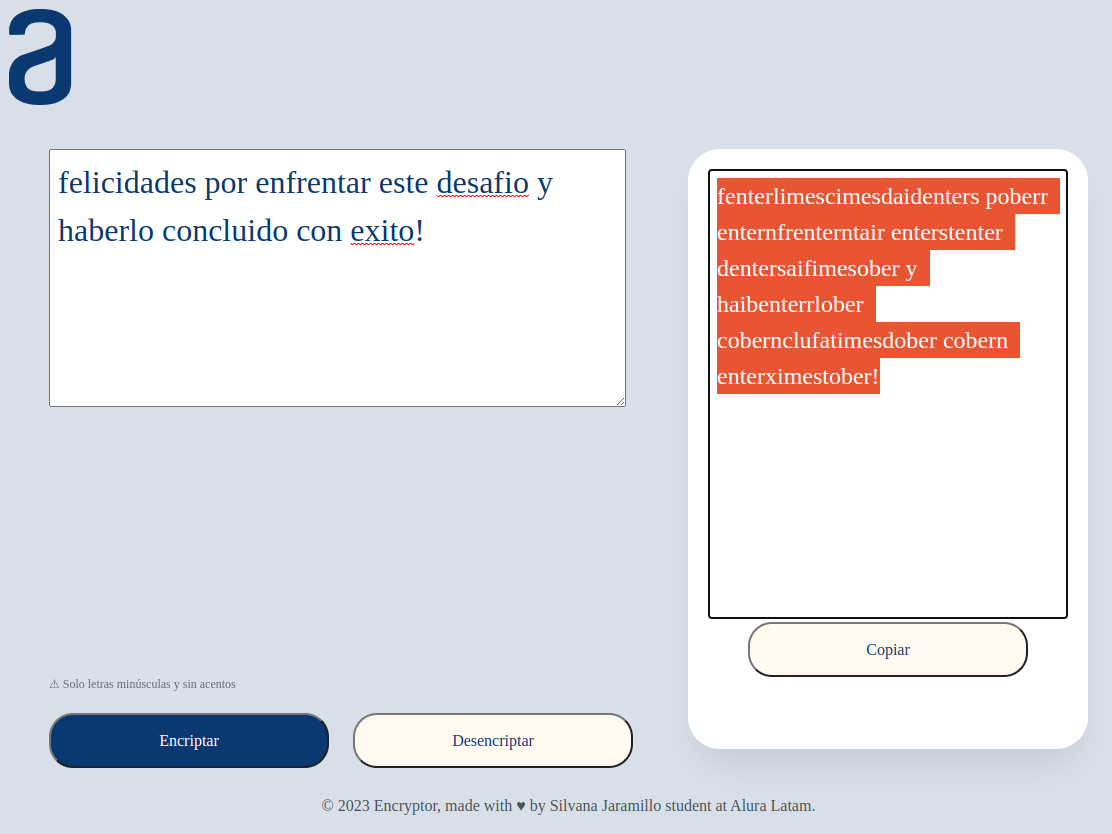 a
felicidades por enfrentar este desafio y
haberlo concluido con exito!
fenterlimescimesdaidenters poberr
enternfrenterntair enterstenter
dentersaifimesober y
haibenterrlober
cobernclufatimesdober cobern
enterximestober!
Copiar
⚠ Solo letras minúsculas y sin acentos
Encriptar
Desencriptar
© 2023 Encryptor, made with ♥ by Silvana Jaramillo student at Alura Latam.